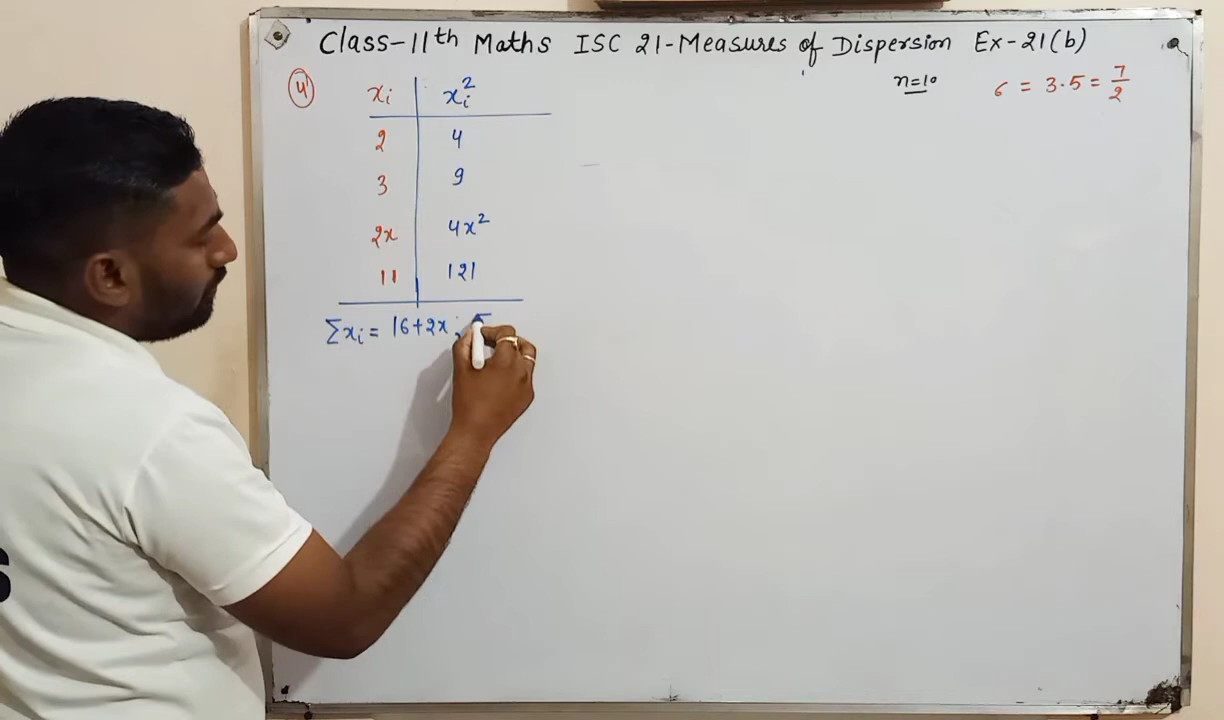 Class-11th Maths ISC 21-Measures of Dispersion Ex-21(b)
4 n=10 σ = 3.5 = 7/2
xi xi²
2 4
3 9
2x 4x²
11 121
Σxi = 16+2x ;